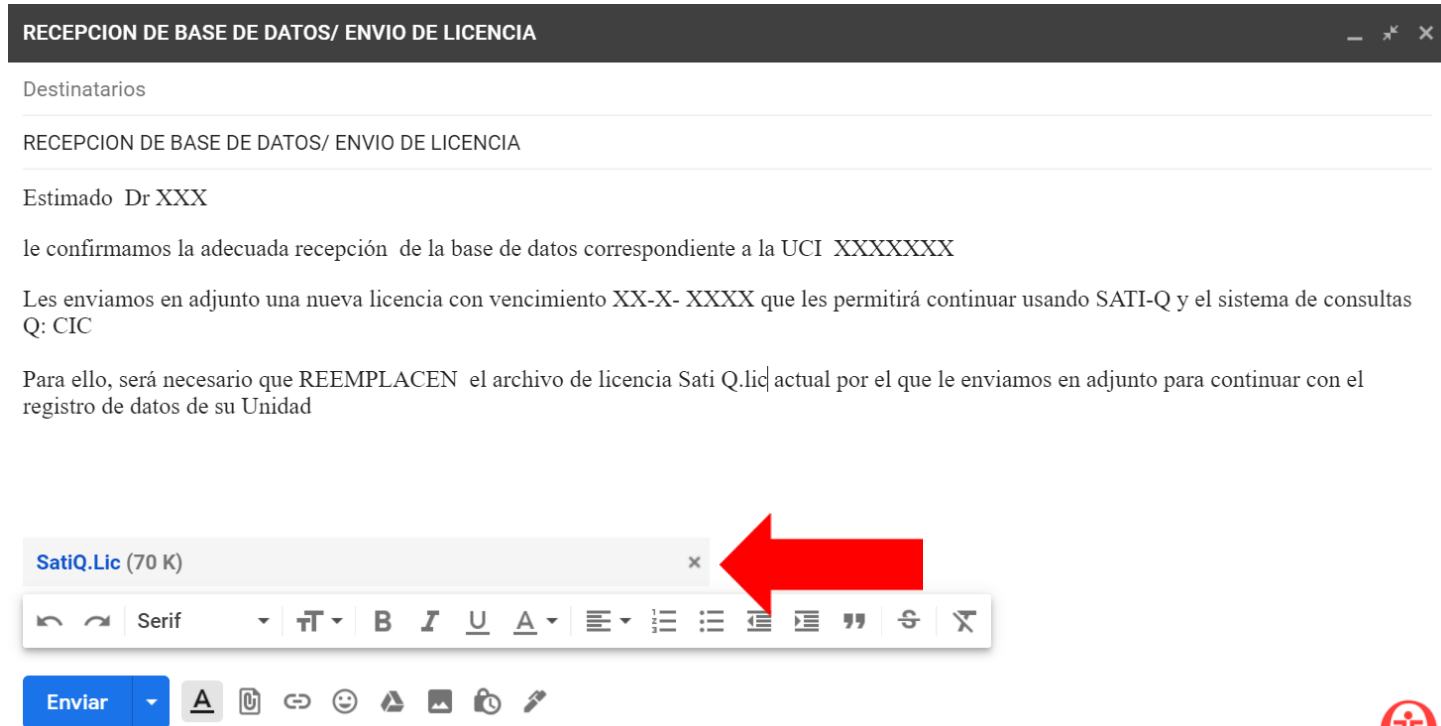 RECEPCION DE BASE DE DATOS/ ENVIO DE LICENCIA
Destinatarios
RECEPCION DE BASE DE DATOS/ ENVIO DE LICENCIA
Estimado Dr XXX
le confirmamos la adecuada recepción de la base de datos correspondiente a la UCI XXXXXXX
Les enviamos en adjunto una nueva licencia con vencimiento XX-X- XXXX que les permitirá continuar usando SATI-Q y el sistema de consultas
Q: CIC
Para ello, será necesario que REEMPLACEN el archivo de licencia Sati Q.lic actual por el que le enviamos en adjunto para continuar con el
registro de datos de su Unidad
SatiQ.Lic (70 K)
Serif
Enviar